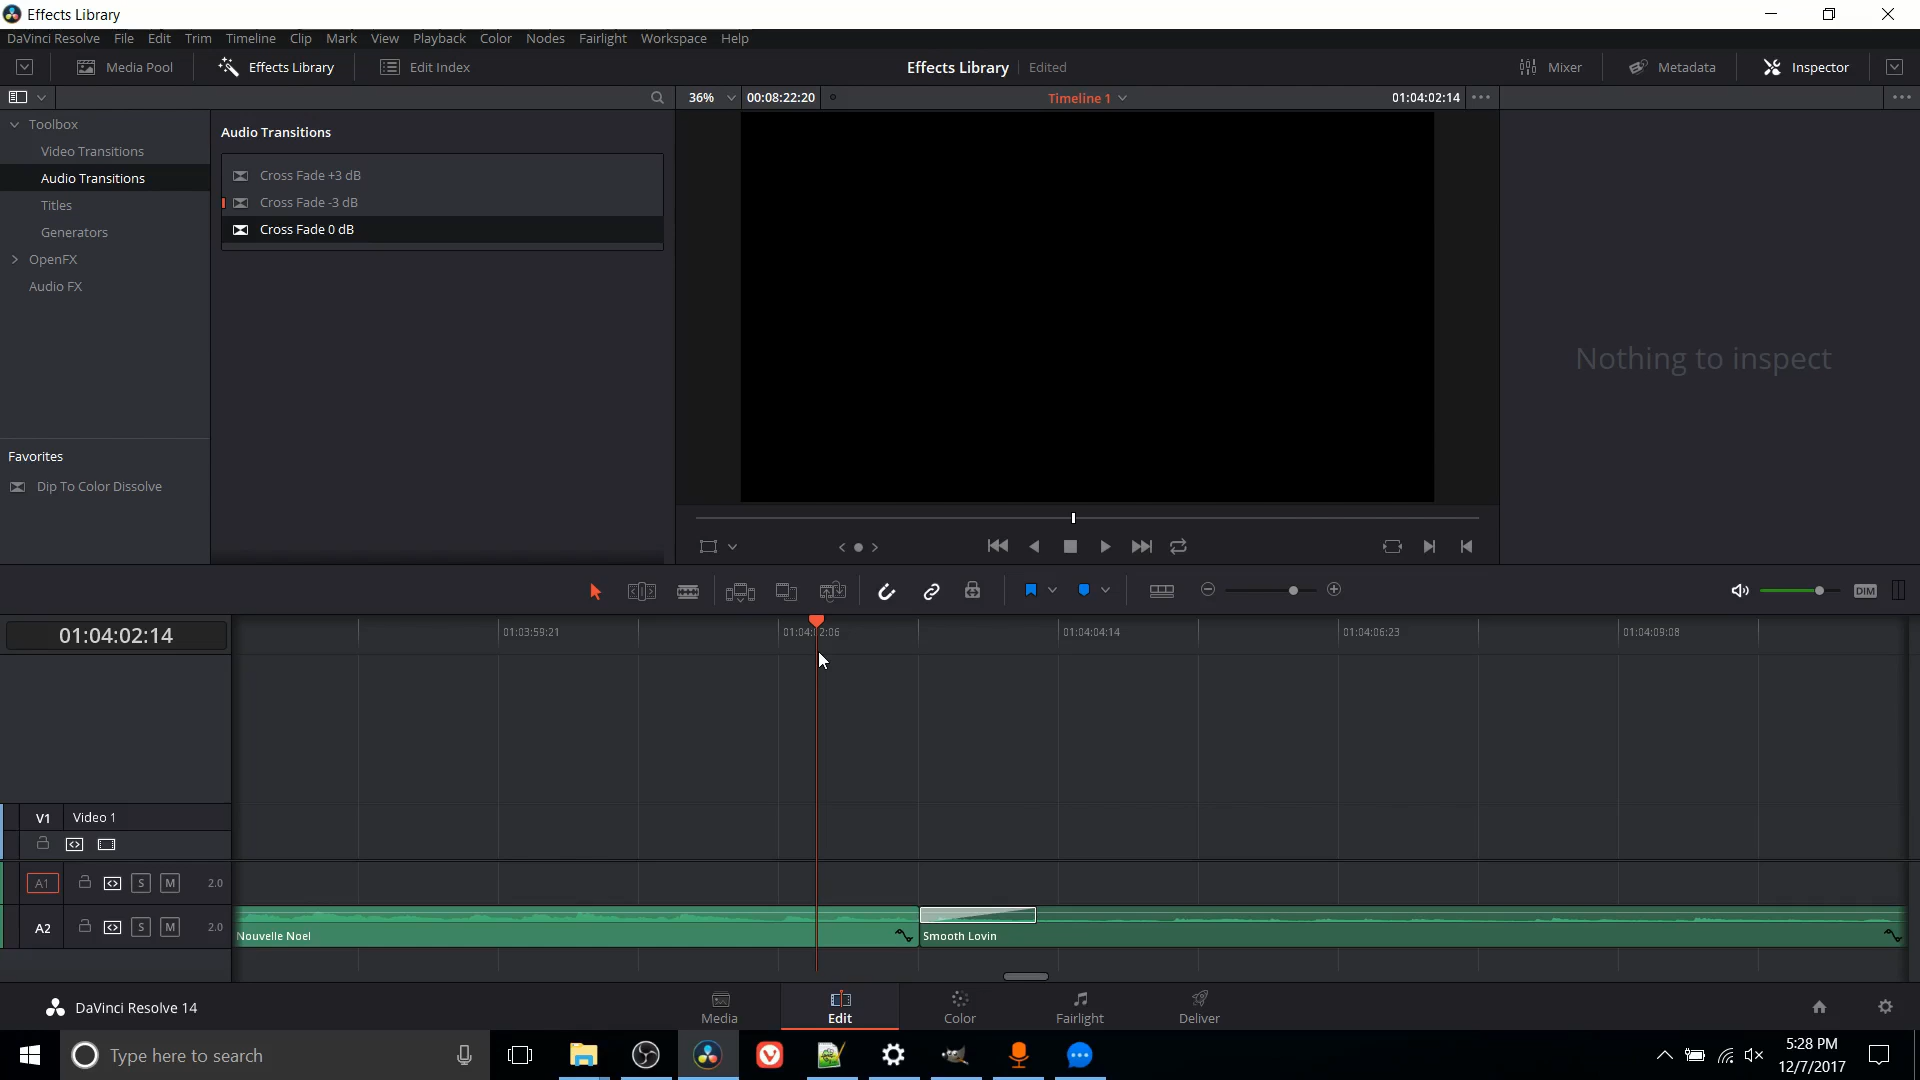 Effects Library
DaVinci Resolve File Edit Trim Timeline Clip Mark View Playback Color Nodes Fairlight Workspace Help
Media Pool Effects Library Edit Index Effects Library Edited Mixer Metadata Inspector
36% 00:08:22:20 Timeline 1 01:04:02:14
Toolbox
Video Transitions
Audio Transitions
Titles
Generators
OpenFX
Audio FX
Favorites
Dip To Color Dissolve
Audio Transitions
Cross Fade +3 dB
Cross Fade -3 dB
Cross Fade 0 dB
Nothing to inspect
DIM
01:04:02:14
01:03:59:21 01:04:02:06 01:04:04:14 01:04:06:23 01:04:09:08
V1 Video 1
A1 S M 2.0
A2 S M 2.0
Nouvelle Noel Smooth Lovin
DaVinci Resolve 14
Media Edit Color Fairlight Deliver
Type here to search
5:28 PM
12/7/2017